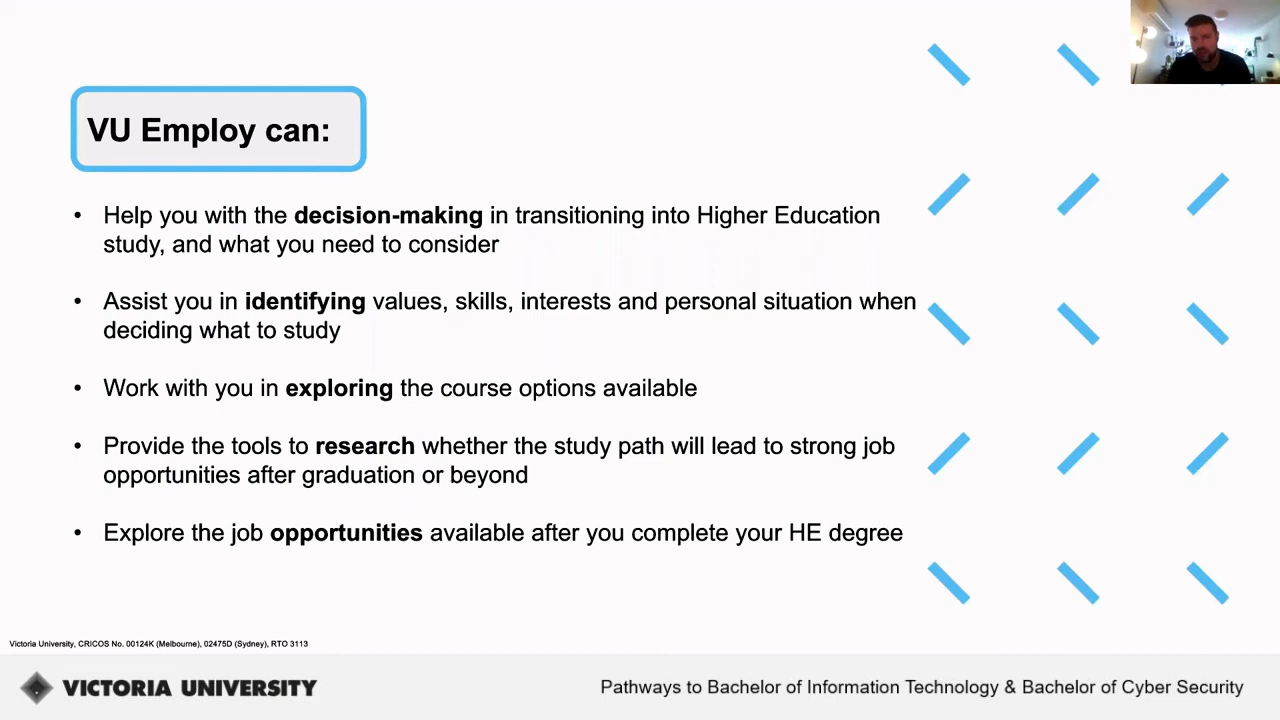 VU Employ can:
• Help you with the decision-making in transitioning into Higher Education
study, and what you need to consider
• Assist you in identifying values, skills, interests and personal situation when
deciding what to study
• Work with you in exploring the course options available
• Provide the tools to research whether the study path will lead to strong job
opportunities after graduation or beyond
• Explore the job opportunities available after you complete your HE degree
Victoria University, CRICOS No. 00124K (Melbourne), 02475D (Sydney), RTO 3113
VICTORIA UNIVERSITY
Pathways to Bachelor of Information Technology & Bachelor of Cyber Security